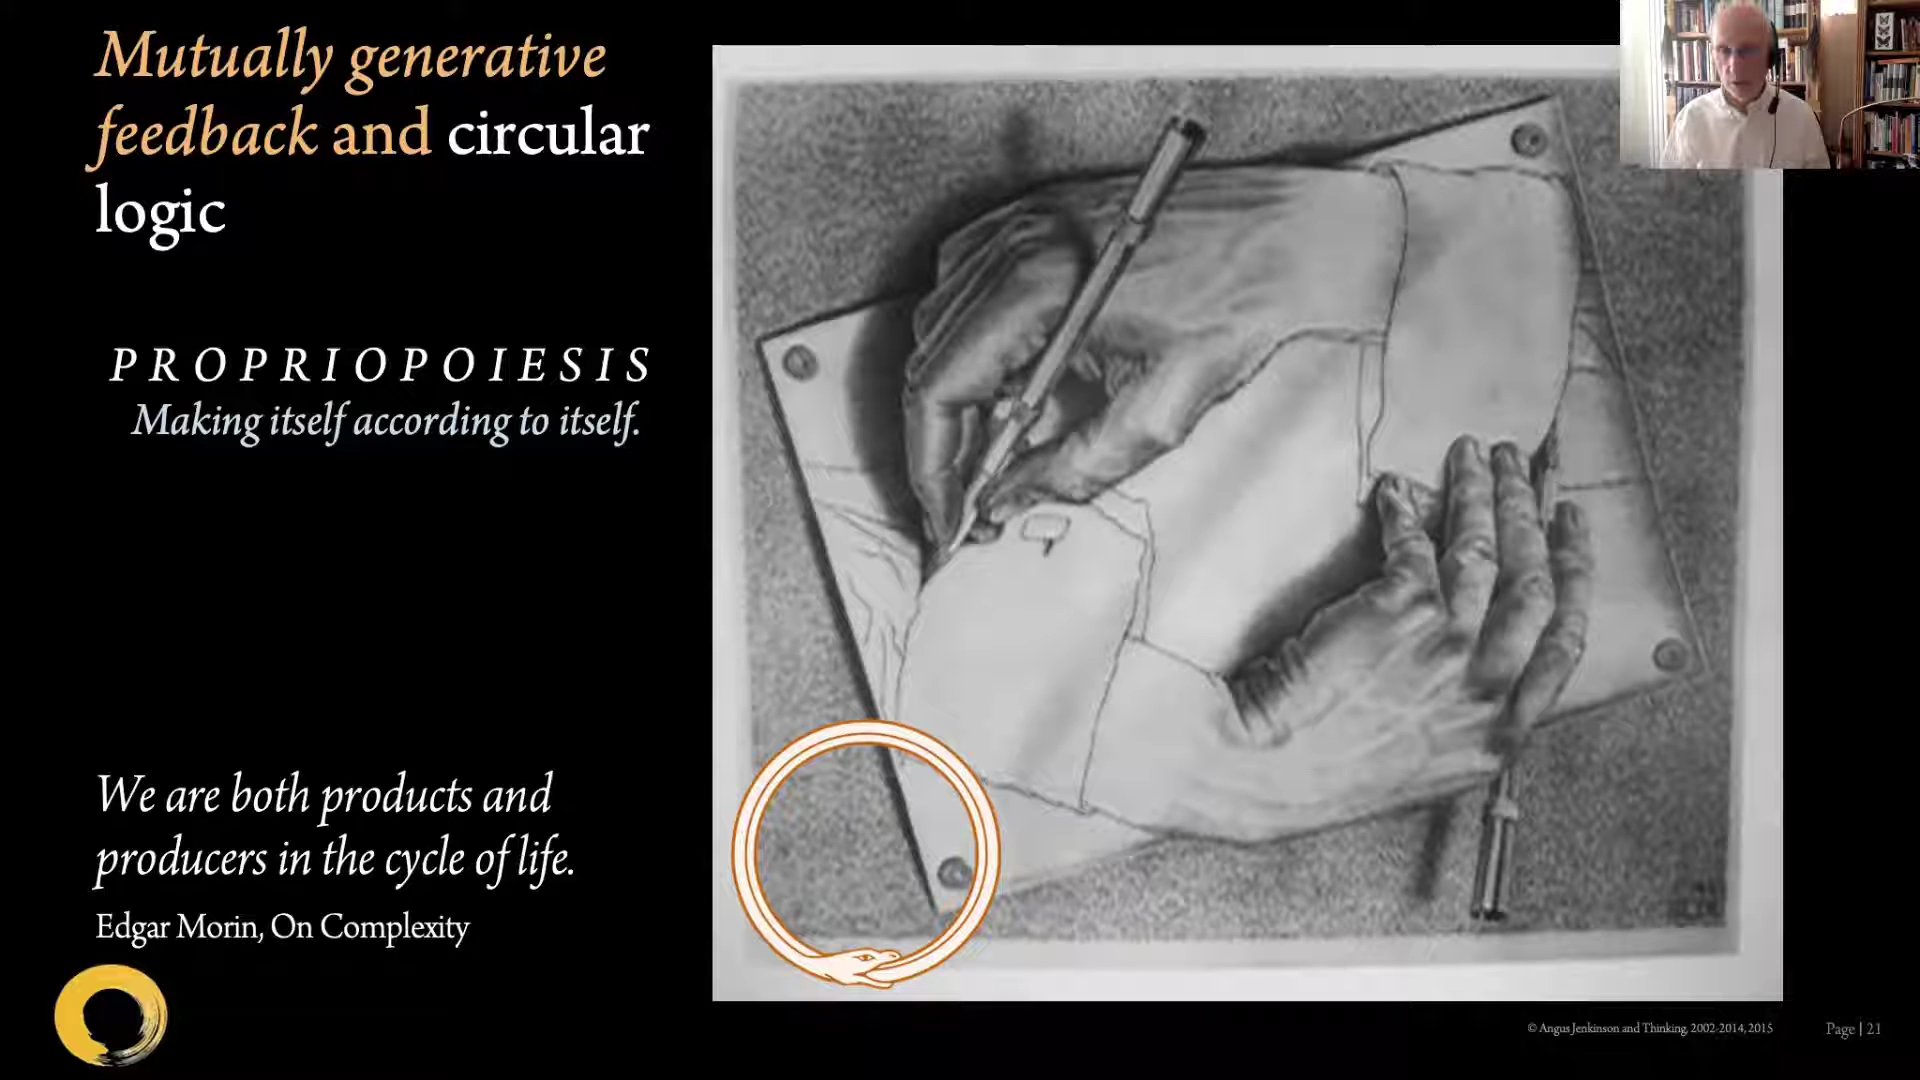 Mutually generative
feedback and circular
logic
PROPRIOPOIESIS
Making itself according to itself.
We are both products and
producers in the cycle of life.
Edgar Morin, On Complexity
© Angus Jenkinson and Thinking, 2002-2014, 2015
Page | 21